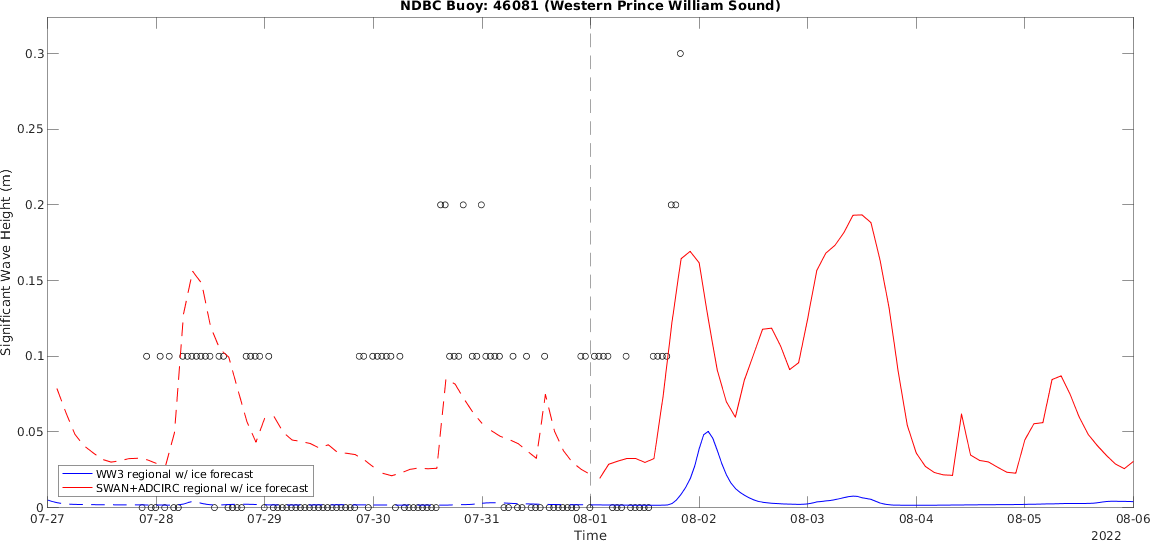 NDBC Buoy: 46081 (Western Prince William Sound)
Significant Wave Height (m)
0.3
0.25
0.2
0.15
0.1
0.05
0
WW3 regional w/ ice forecast
SWAN+ADCIRC regional w/ ice forecast
07-27 07-28 07-29 07-30 07-31 08-01 08-02 08-03 08-04 08-05 08-06
Time
2022